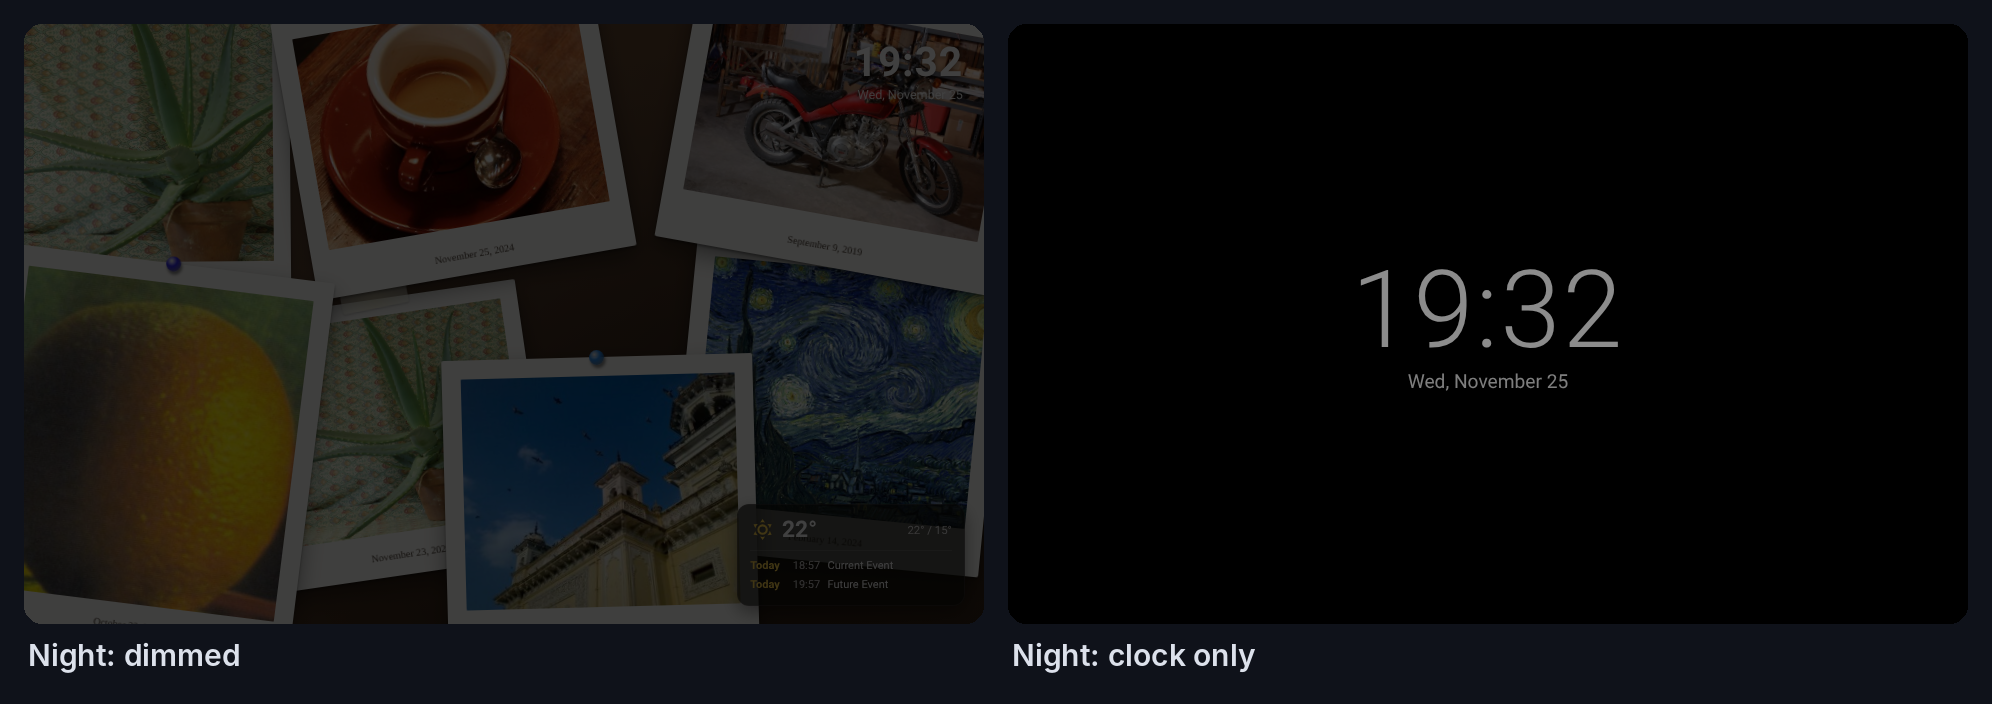 19:32
Wed, November 25
November 25, 2024
September 9, 2019
November 23, 202
22°
22° / 15°
Today 18:57 Current Event
Today 19:57 Future Event
Night: dimmed
19:32
Wed, November 25
Night: clock only